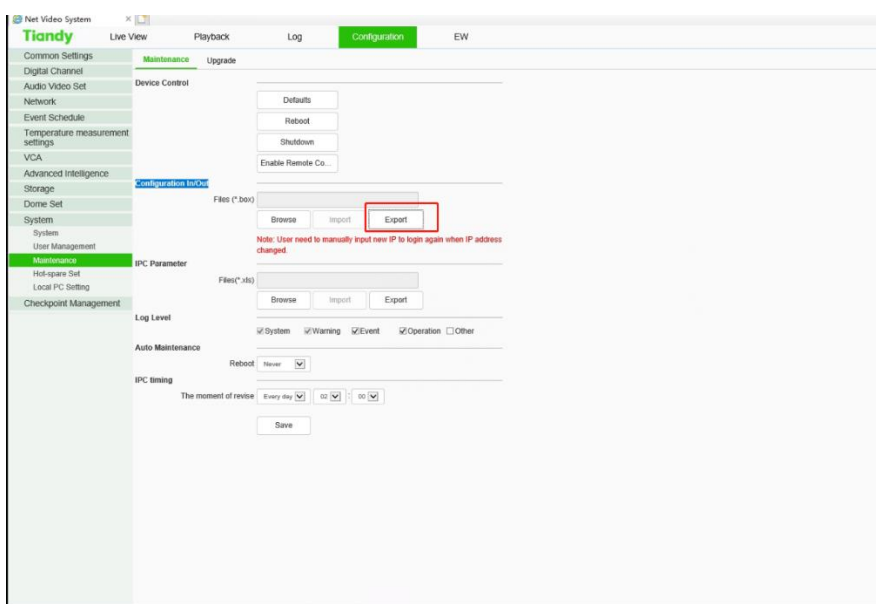 Net Video System
Tiandy
Live View Playback Log Configuration EW
Common Settings
Digital Channel
Audio Video Set
Network
Event Schedule
Temperature measurement
settings
VCA
Advanced Intelligence
Storage
Dome Set
System
System
User Management
Maintenance
Hot-spare Set
Local PC Setting
Checkpoint Management
Maintenance Upgrade
Device Control
Defaults
Reboot
Shutdown
Enable Remote Co...
Configuration In/Out
Files (*.box)
Browse Import Export
Note: User need to manually input new IP to login again when IP address
changed.
IPC Parameter
Files(*.xls)
Browse Import Export
Log Level
System Warning Event Operation Other
Auto Maintenance
Reboot Never
IPC timing
The moment of revise Every day 02 : 00
Save